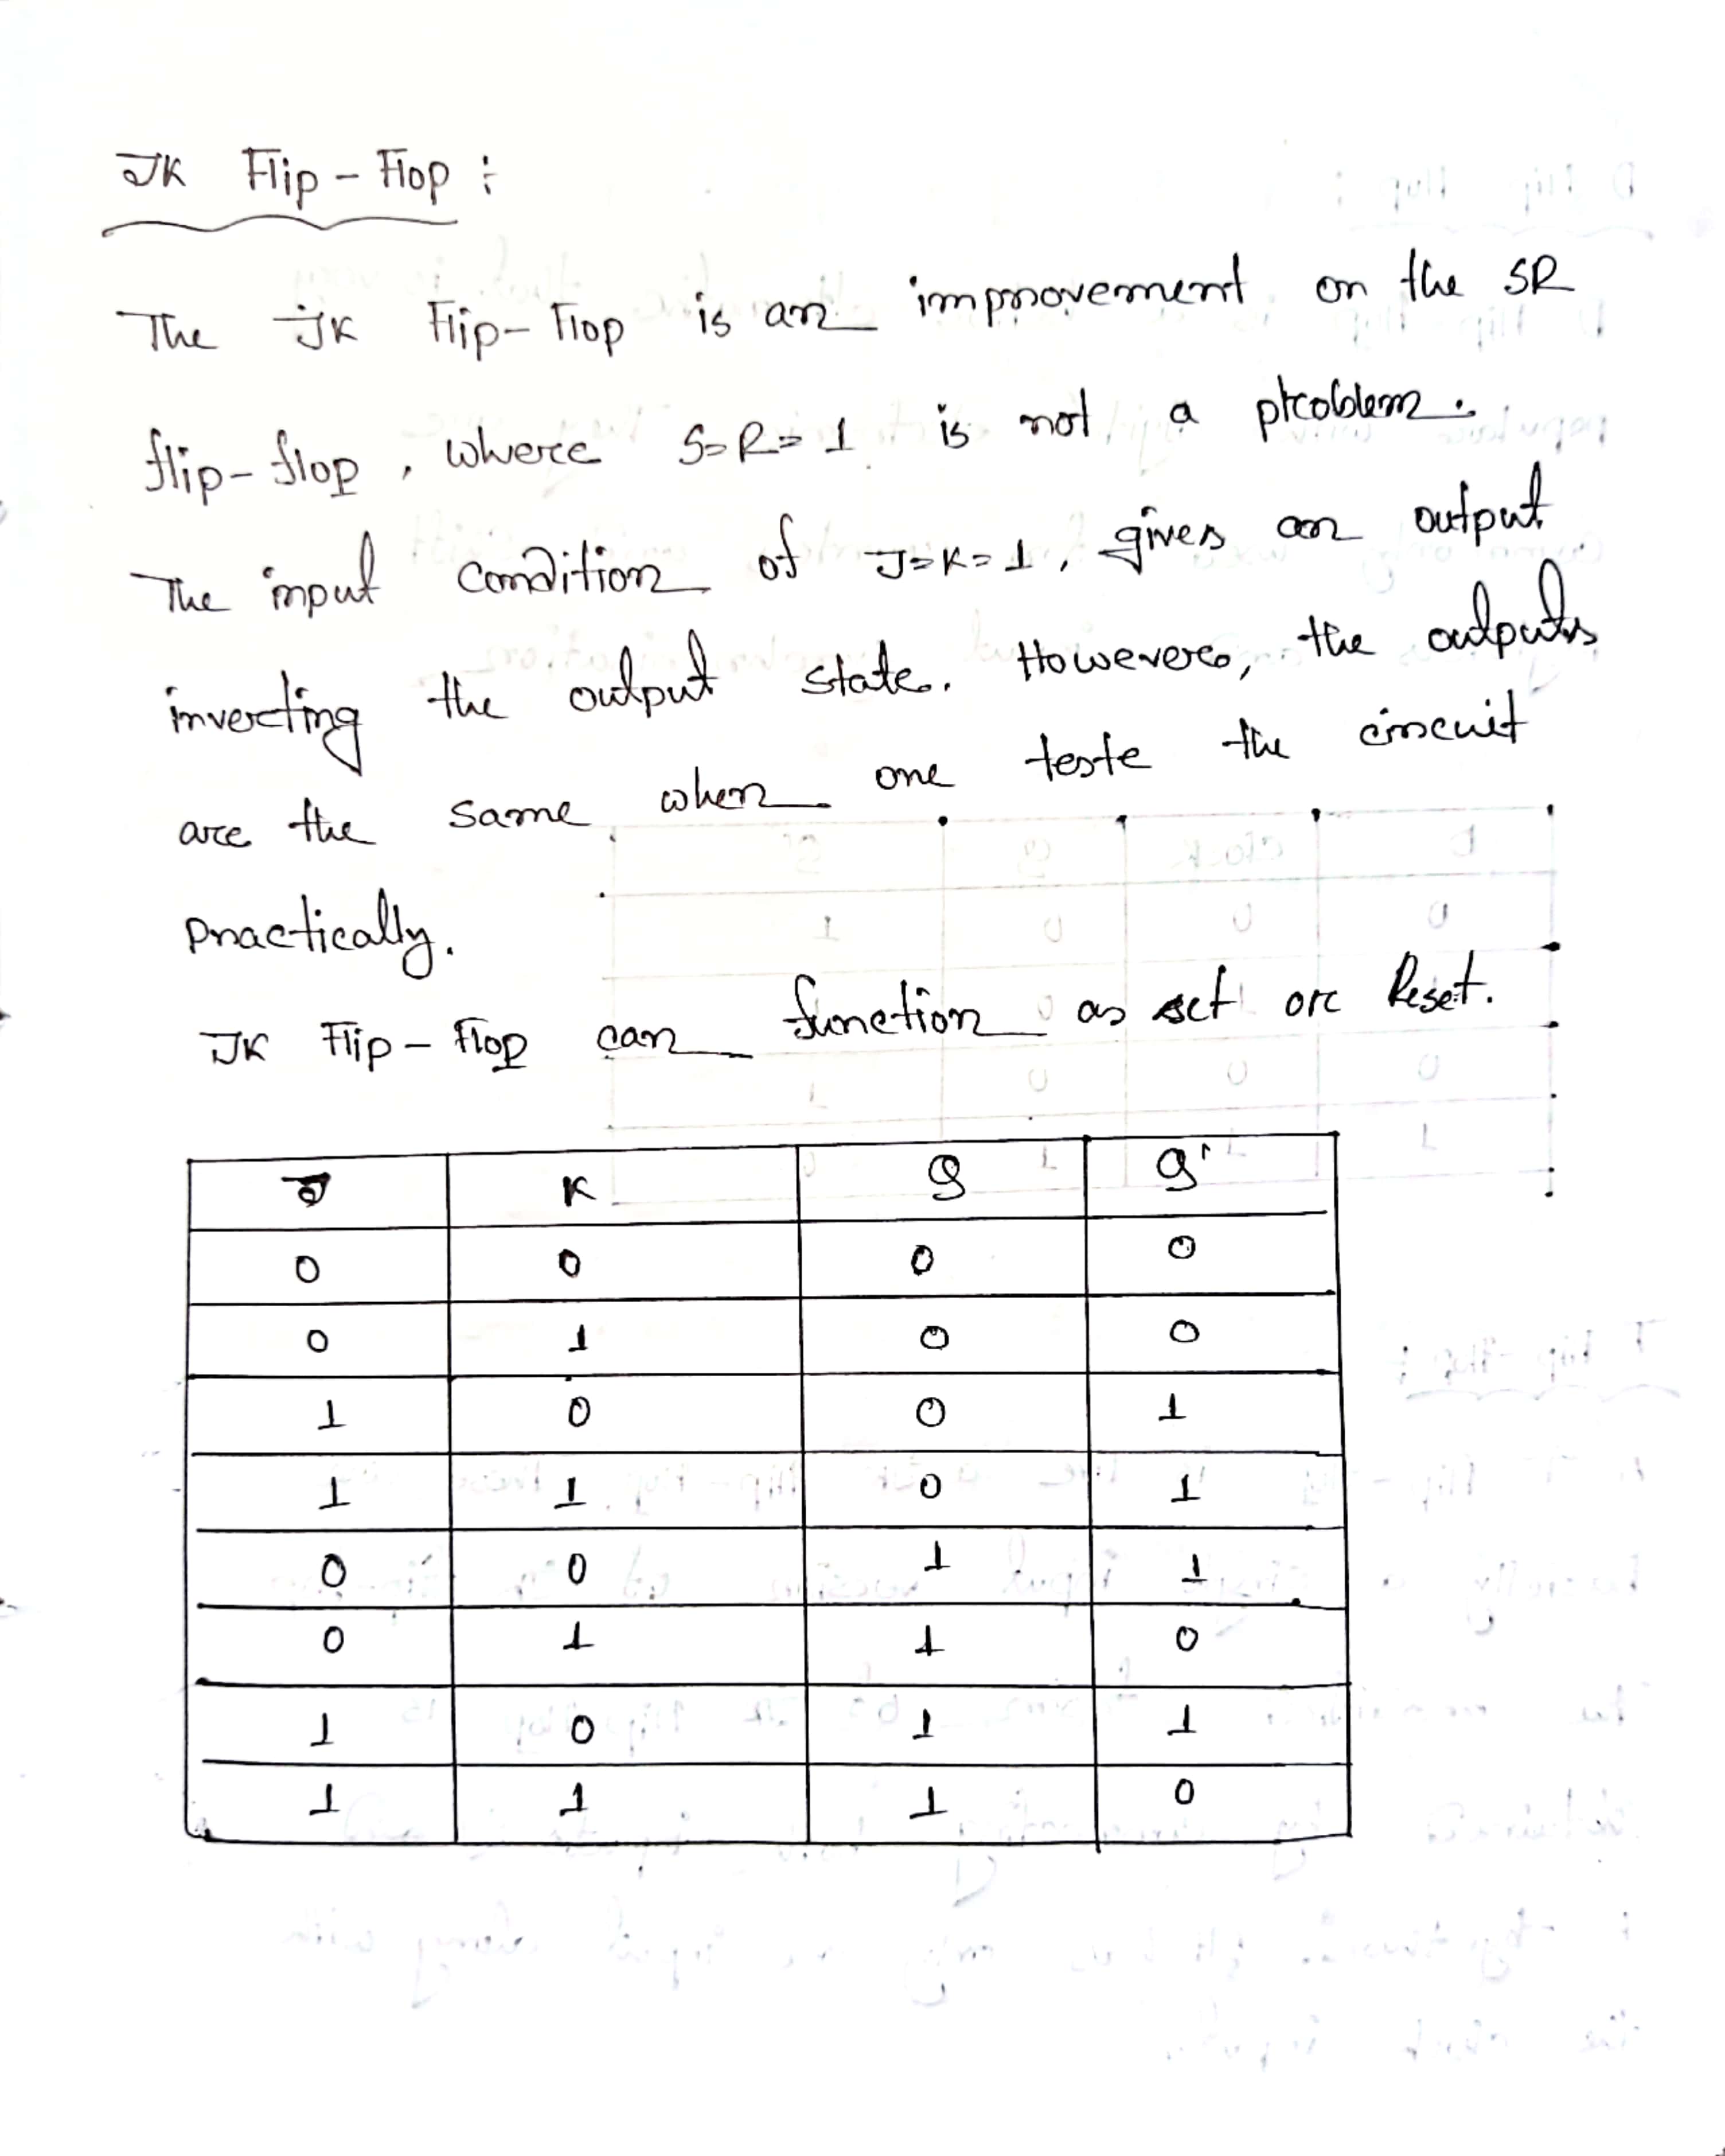 JK Flip-Flop :
The JK Flip-Flop is an improvement on the SR
flip-flop, where S=R=1 is not a problem.
The input condition of J=K=1, gives an output
inverting the output state. However, the outputs
are the same when one teste the circuit
practically.
JK Flip-Flop can function as set or Reset.
J K Q Q'
0 0 0 0
0 1 0 0
1 0 0 1
1 1 0 1
0 0 1 1
0 1 1 0
1 0 1 1
1 1 1 0